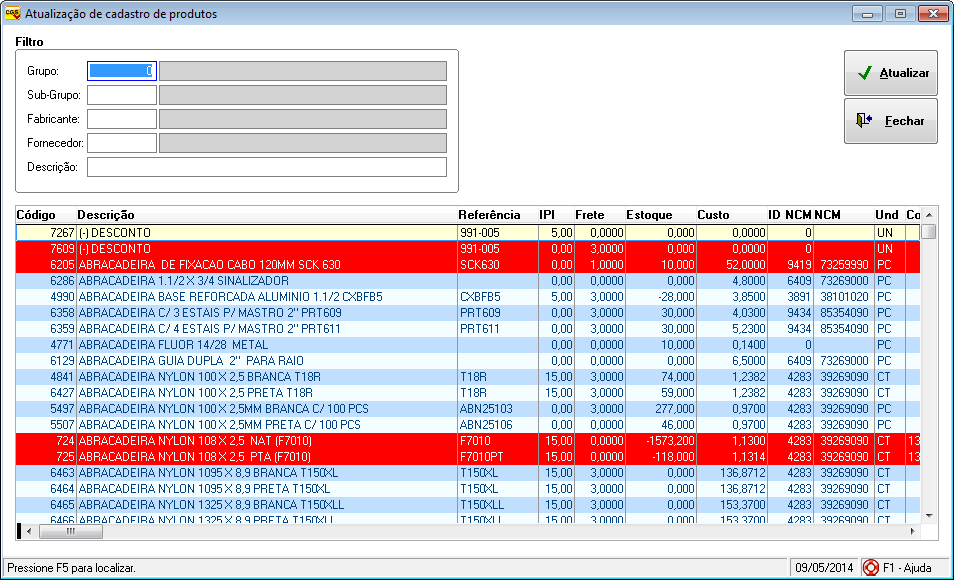 CGS Atualização de cadastro de produtos
Filtro
Grupo: 0
Sub-Grupo:
Fabricante:
Fornecedor:
Descrição:
Atualizar
Fechar
Código Descrição Referência IPI Frete Estoque Custo ID NCM NCM Und Co
7267 (-) DESCONTO 991-005 5,00 0,0000 0,000 0,0000 0 UN
7609 (-) DESCONTO 991-005 0,00 3,0000 0,000 0,0000 0 UN
6205 ABRACADEIRA DE FIXACAO CABO 120MM SCK 630 SCK630 0,00 1,0000 10,000 52,0000 9419 73259990 PC
6286 ABRACADEIRA 1.1/2 X 3/4 SINALIZADOR 0,00 0,0000 0,000 4,8000 6409 73269000 PC
4990 ABRACADEIRA BASE REFORCADA ALUMINIO 1.1/2 CXBFB5 CXBFB5 5,00 3,0000 -28,000 3,8500 3891 38101020 PC
6358 ABRACADEIRA C/ 3 ESTAIS P/ MASTRO 2" PRT609 PRT609 0,00 3,0000 30,000 4,0300 9434 85354090 PC
6359 ABRACADEIRA C/ 4 ESTAIS P/ MASTRO 2" PRT611 PRT611 0,00 3,0000 30,000 5,2300 9434 85354090 PC
4771 ABRACADEIRA FLUOR 14/28 METAL 0,00 0,0000 10,000 0,1400 0 PC
6129 ABRACADEIRA GUIA DUPLA 2" PARA RAIO 0,00 0,0000 0,000 6,5000 6409 73269000 PC
4841 ABRACADEIRA NYLON 100 X 2,5 BRANCA T18R T18R 15,00 3,0000 74,000 1,2382 4283 39269090 CT
6427 ABRACADEIRA NYLON 100 X 2,5 PRETA T18R T18R 15,00 3,0000 59,000 1,2382 4283 39269090 CT
5497 ABRACADEIRA NYLON 100 X 2,5MM BRANCA C/ 100 PCS ABN25103 0,00 3,0000 277,000 0,9700 4283 39269090 PC
5507 ABRACADEIRA NYLON 100 X 2,5MM PRETA C/ 100 PCS ABN25106 0,00 0,0000 46,000 0,9700 4283 39269090 PC
724 ABRACADEIRA NYLON 108 X 2,5 NAT (F7010) F7010 15,00 0,0000 -1573,200 1,1300 4283 39269090 CT 13
725 ABRACADEIRA NYLON 108 X 2,5 PTA (F7010) F7010PT 15,00 0,0000 -118,000 1,1314 4283 39269090 CT 13
6463 ABRACADEIRA NYLON 1095 X 8,9 BRANCA T150XL T150XL 15,00 3,0000 0,000 136,8712 4283 39269090 CT
6464 ABRACADEIRA NYLON 1095 X 8,9 PRETA T150XL T150XL 15,00 3,0000 0,000 136,8712 4283 39269090 CT
6465 ABRACADEIRA NYLON 1325 X 8,9 BRANCA T150XLL T150XLL 15,00 3,0000 0,000 153,3700 4283 39269090 CT
6466 ABRACADEIRA NYLON 1325 X 8,9 PRETA T150XLL T150XLL 15,00 3,0000 0,000 153,3700 4283 39269090 CT
Pressione F5 para localizar. 09/05/2014 F1 - Ajuda